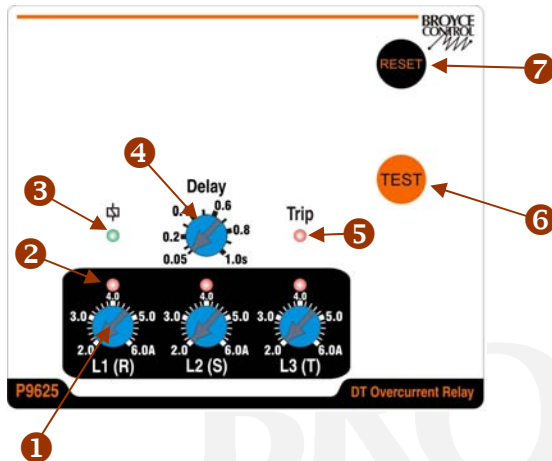 BROYCE
CONTROL
RESET
7
4
Delay
TEST
0.6
3
0.4
Trip
6
0.2
0.8
5
0.05
1.0s
2
4.0
4.0
4.0
3.0
5.0
3.0
5.0
3.0
5.0
2.0
6.0A
2.0
6.0A
2.0
6.0A
L1 (R)
L2 (S)
L3 (T)
P9625
DT Overcurrent Relay
1